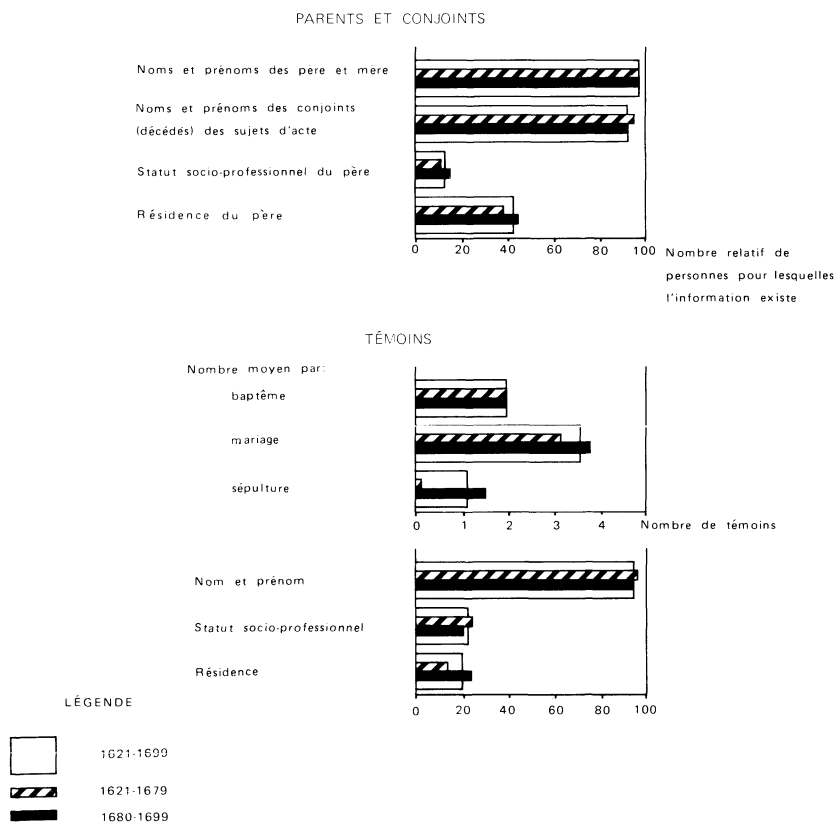 PARENTS ET CONJOINTS
Noms et prénoms des père et mère
Noms et prénoms des conjoints
(décédés) des sujets d'acte
Statut socio-professionnel du père
Résidence du père
0 20 40 60 80 100
Nombre relatif de
personnes pour lesquelles
l'information existe
TÉMOINS
Nombre moyen par:
baptême
mariage
sépulture
0 1 2 3 4 Nombre de témoins
Nom et prénom
Statut socio-professionnel
Résidence
0 20 40 60 80 100
LÉGENDE
1621-1699
1621-1679
1680-1699